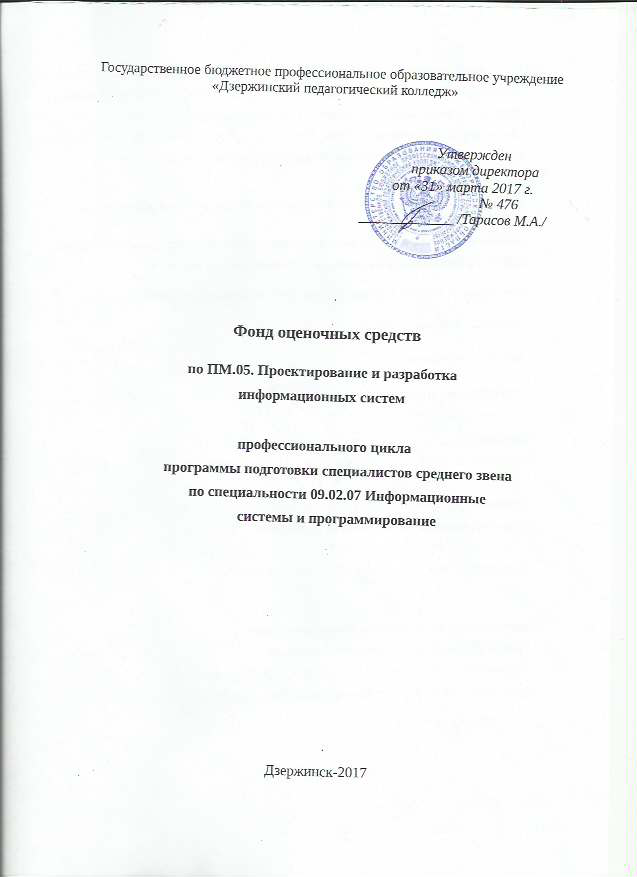 Государственное бюджетное профессиональное образовательное учреждение
«Дзержинский педагогический колледж»
Утвержден
приказом директора
от «31» марта 2017 г.
№ 476
/Тарасов М.А./
Фонд оценочных средств
по ПМ.05. Проектирование и разработка
информационных систем
профессионального цикла
программы подготовки специалистов среднего звена
по специальности 09.02.07 Информационные
системы и программирование
Дзержинск-2017